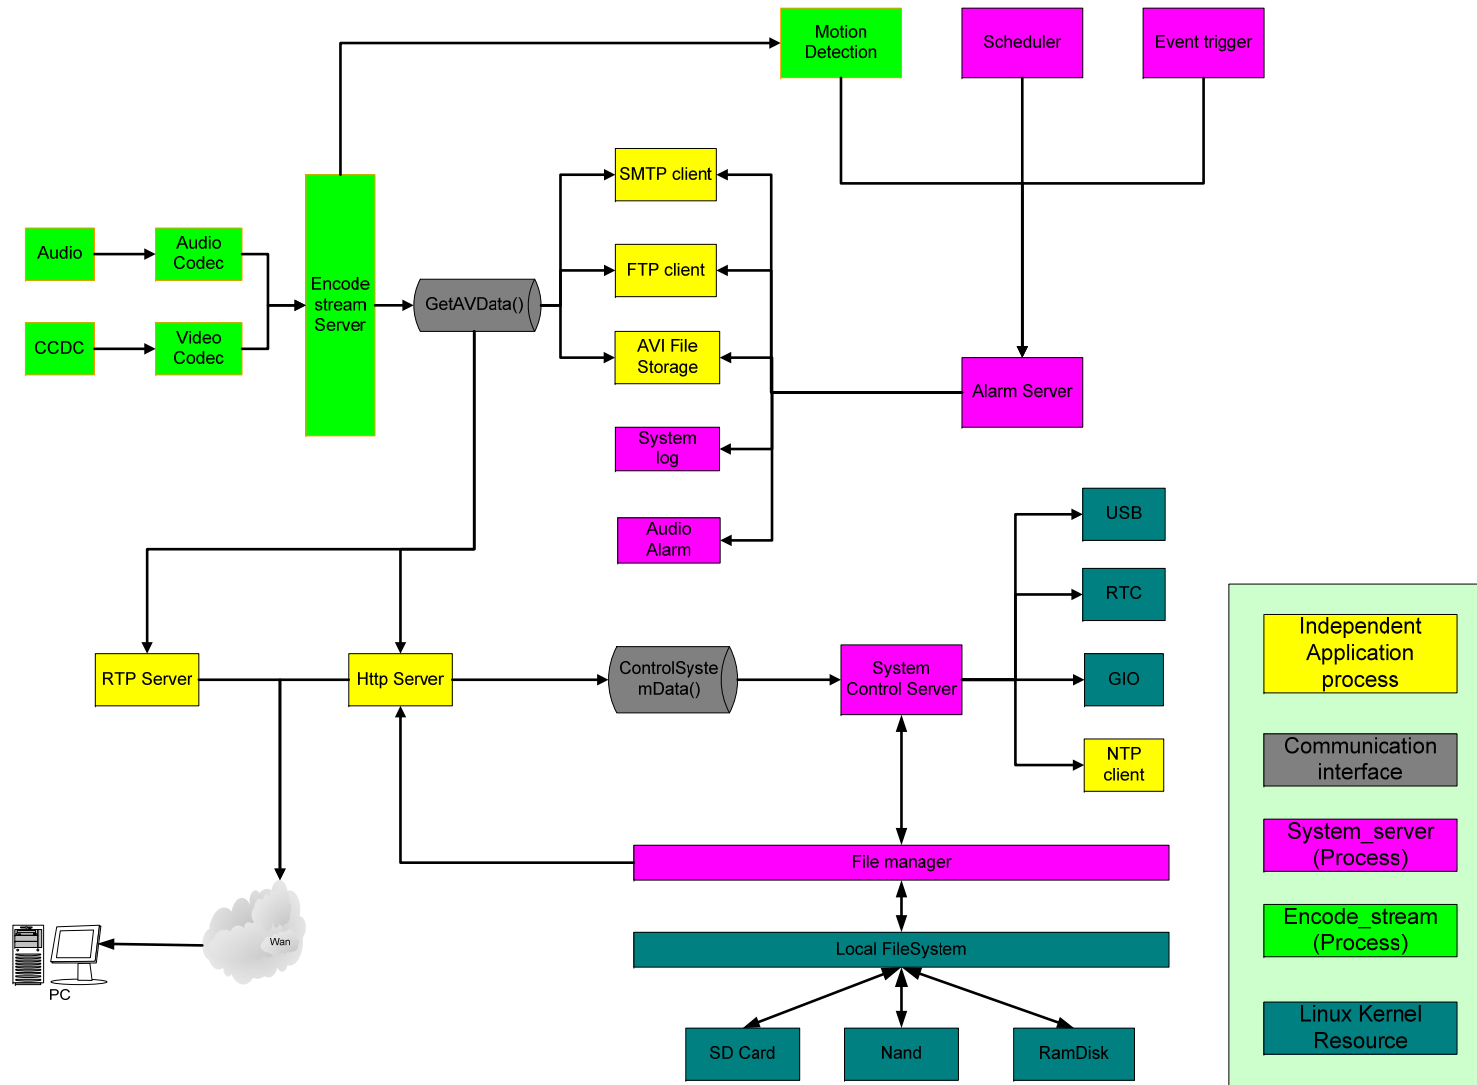 Motion
Detection
Scheduler
Event trigger
SMTP client
Audio
Audio
Codec
FTP client
Encode
stream
Server
GetAVData()
CCDC
Video
Codec
AVI File
Storage
Alarm Server
System
log
Audio
Alarm
USB
RTC
RTP Server
Http Server
ControlSyste
mData()
System
Control Server
GIO
NTP
client
File manager
Wan
Local FileSystem
PC
SD Card
Nand
RamDisk
Independent
Application
process
Communication
interface
System_server
(Process)
Encode_stream
(Process)
Linux Kernel
Resource